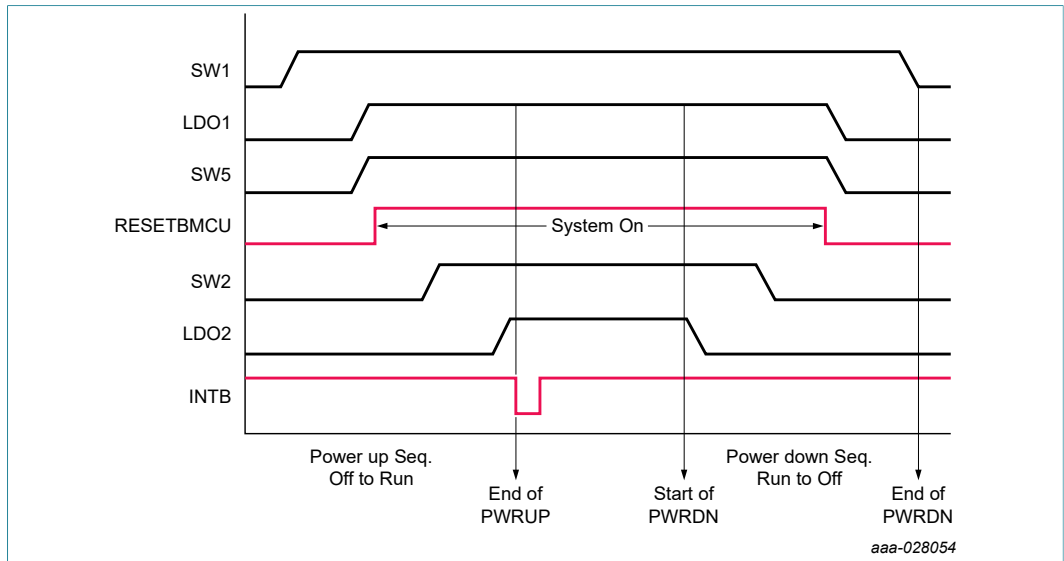 SW1
LDO1
SW5
RESETBMCU
System On
SW2
LDO2
INTB
Power up Seq.
Off to Run
End of
PWRUP
Start of
PWRDN
Power down Seq.
Run to Off
End of
PWRDN
aaa-028054